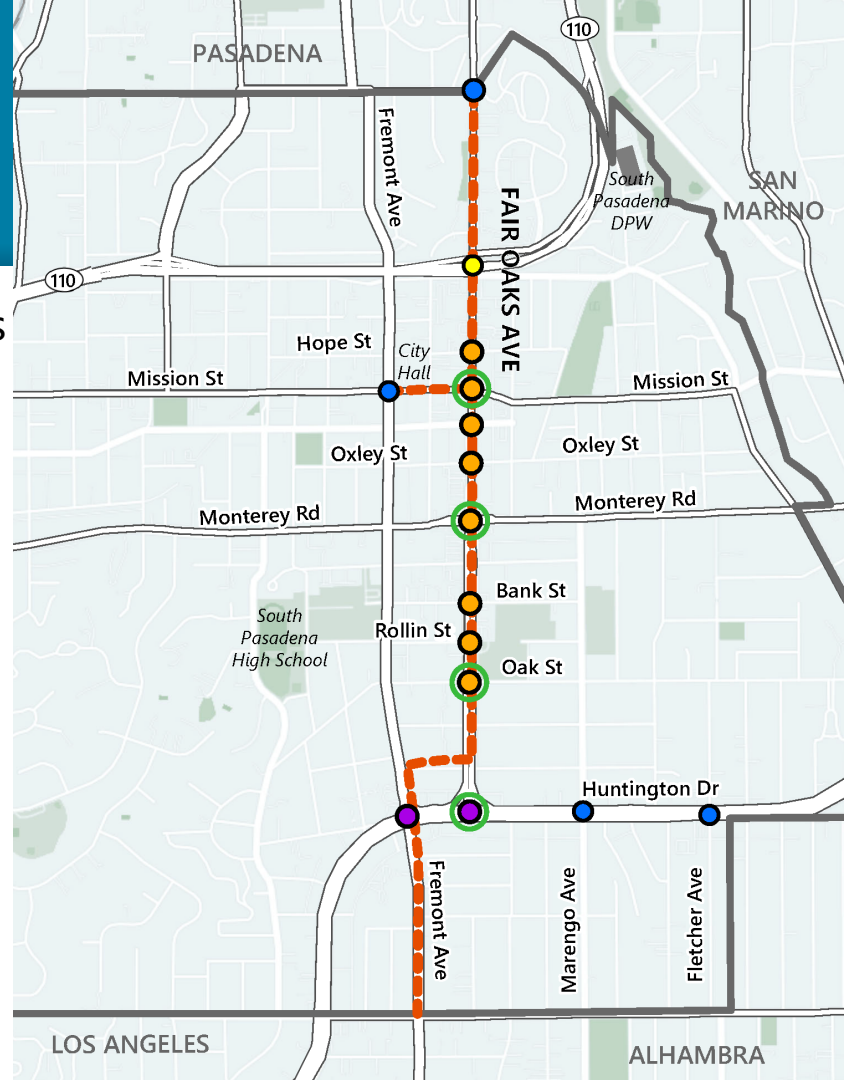 110
PASADENA
Fremont Ave
South
Pasadena
DPW
SAN
MARINO
FAIR OAKS AVE
110
S
Hope St
City
Hall
Mission St
Mission St
Oxley St
Oxley St
Monterey Rd
Monterey Rd
Bank St
South
Pasadena
High School
Rollin St
Oak St
Huntington Dr
Fremont Ave
Marengo Ave
Fletcher Ave
LOS ANGELES
ALHAMBRA